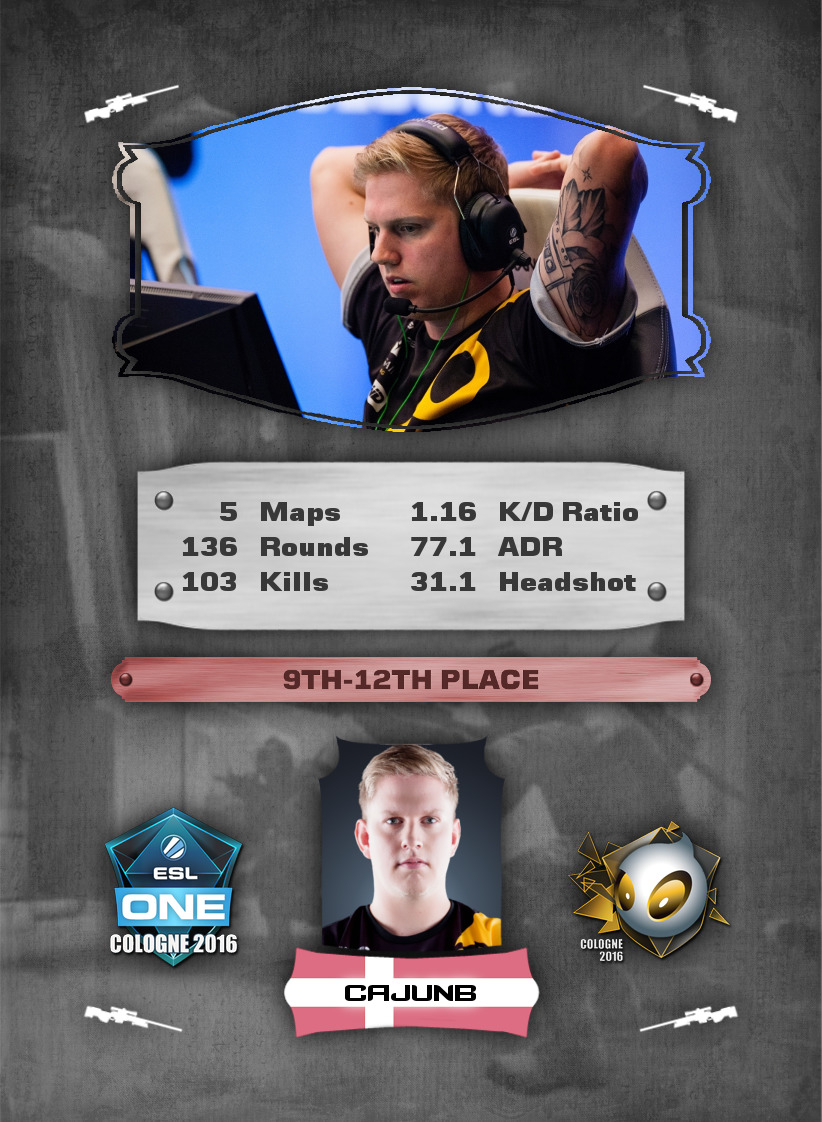 ESL
5 Maps 1.16 K/D Ratio
136 Rounds 77.1 ADR
103 Kills 31.1 Headshot
9TH-12TH PLACE
ESL
ONE
COLOGNE 2016
COLOGNE
2016
CAJUNB